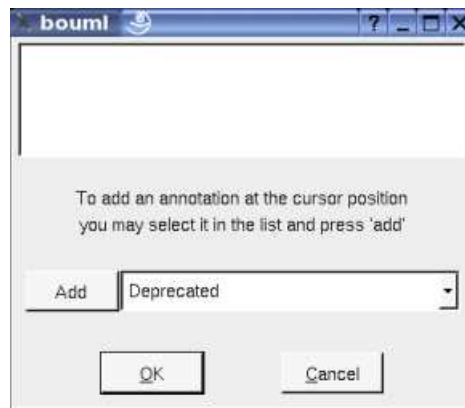 bouml
To add an annotation at the cursor position
you may select it in the list and press 'add'
Add Deprecated
OK Cancel